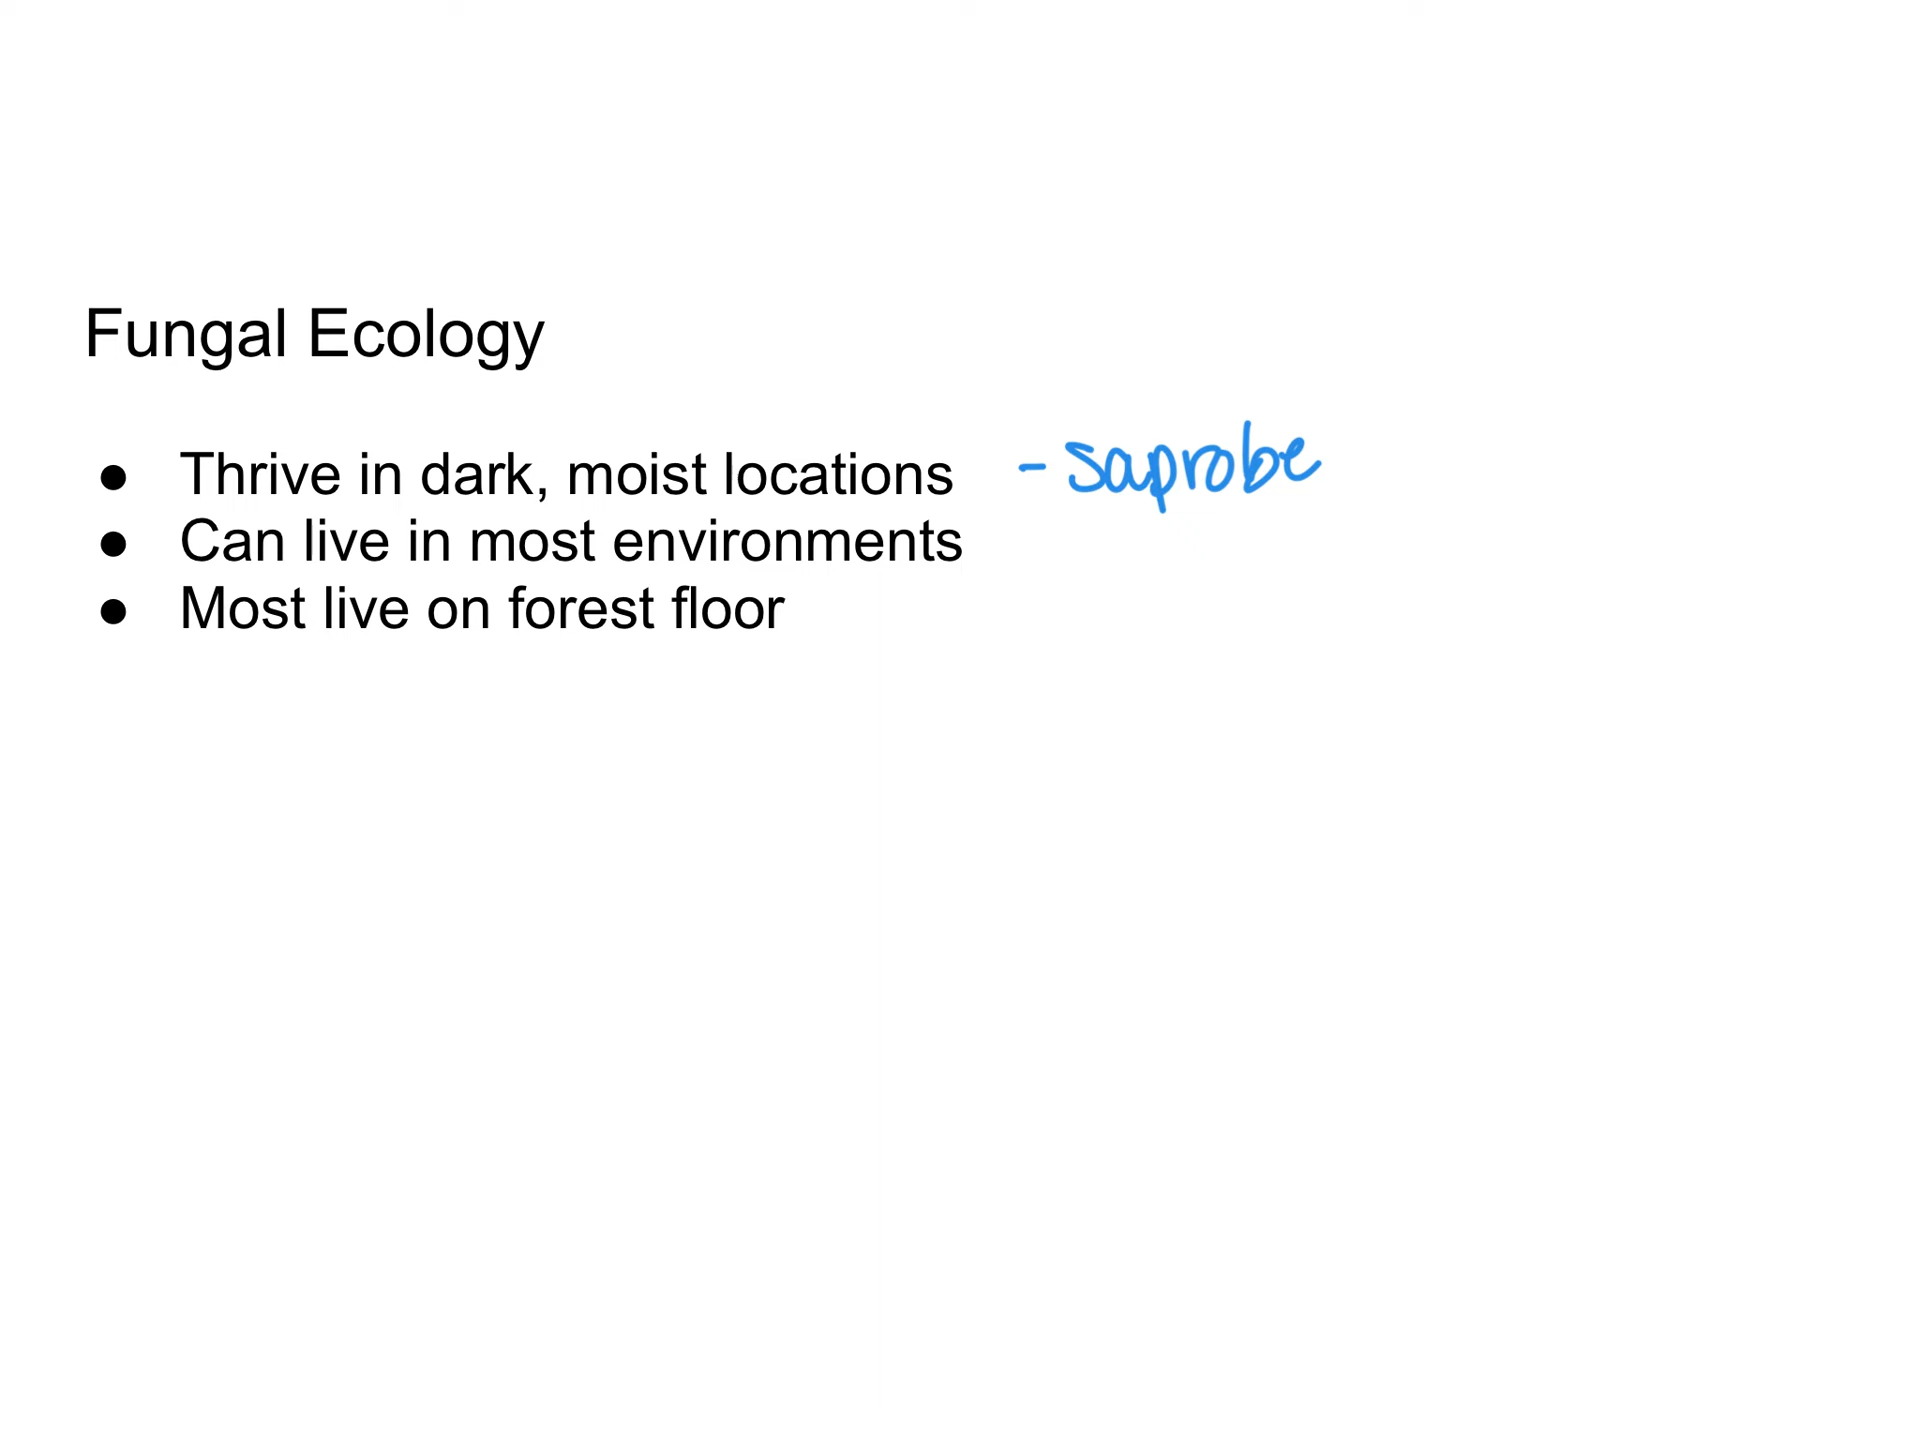 Fungal Ecology
● Thrive in dark, moist locations - saprobe
● Can live in most environments
● Most live on forest floor